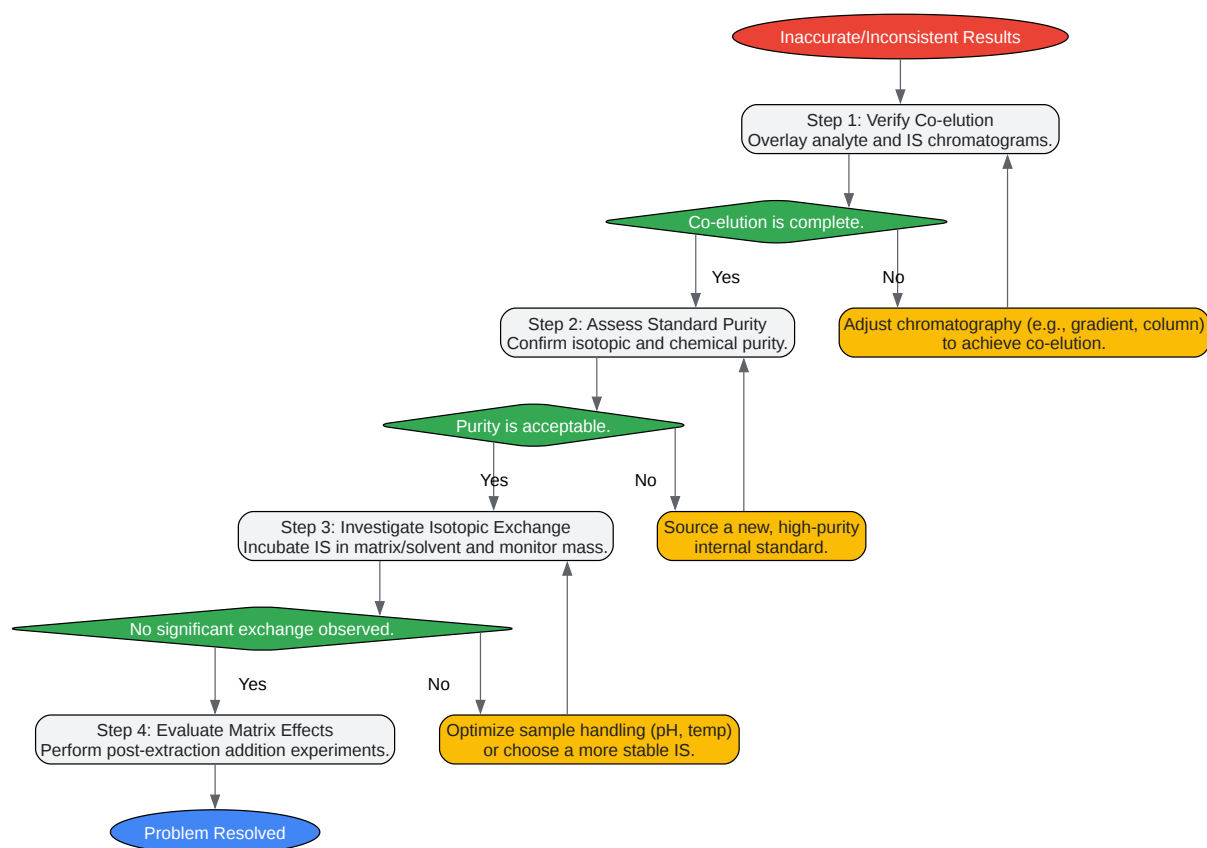 Inaccurate/Inconsistent Results
Step 1: Verify Co-elution
Overlay analyte and IS chromatograms.
Co-elution is complete.
Yes
No
Step 2: Assess Standard Purity
Confirm isotopic and chemical purity.
Adjust chromatography (e.g., gradient, column)
to achieve co-elution.
Purity is acceptable.
Yes
No
Step 3: Investigate Isotopic Exchange
Incubate IS in matrix/solvent and monitor mass.
Source a new, high-purity
internal standard.
No significant exchange observed.
Yes
No
Step 4: Evaluate Matrix Effects
Perform post-extraction addition experiments.
Optimize sample handling (pH, temp)
or choose a more stable IS.
Problem Resolved